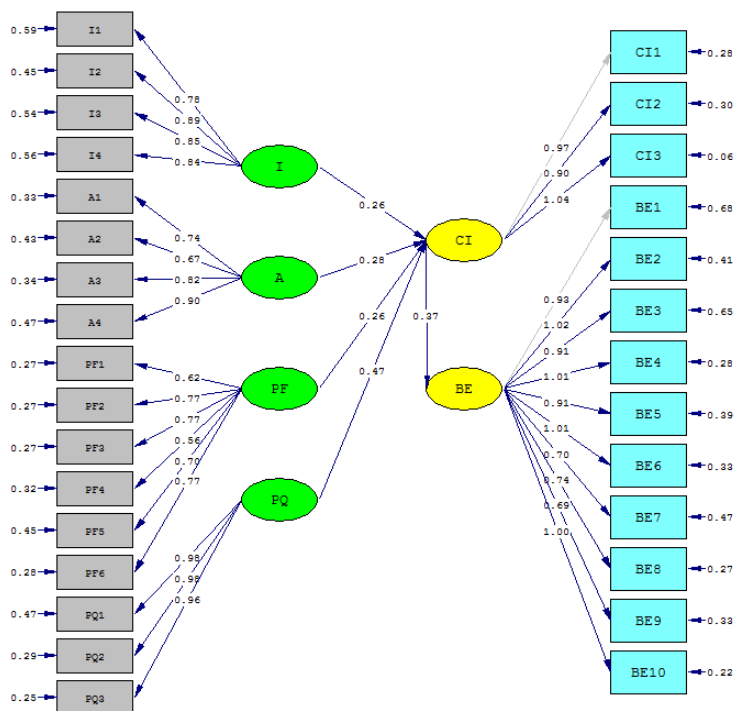 0.59 I1
0.45 I2
0.54 I3
0.56 I4
0.33 A1
0.43 A2
0.34 A3
0.47 A4
0.27 PF1
0.27 PF2
0.27 PF3
0.32 PF4
0.45 PF5
0.28 PF6
0.47 PQ1
0.29 PQ2
0.25 PQ3
0.78
0.89
0.85
0.84
0.74
0.67
0.82
0.90
0.62
0.77
0.77
0.56
0.70
0.77
0.98
0.98
0.96
I
A
PF
PQ
0.26
0.28
0.26
0.47
CI
0.37
BE
0.97
0.90
1.04
0.93
1.02
0.91
1.01
0.91
1.01
0.70
0.74
0.69
1.00
CI1 0.28
CI2 0.30
CI3 0.06
BE1 0.68
BE2 0.41
BE3 0.65
BE4 0.28
BE5 0.39
BE6 0.33
BE7 0.47
BE8 0.27
BE9 0.33
BE10 0.22